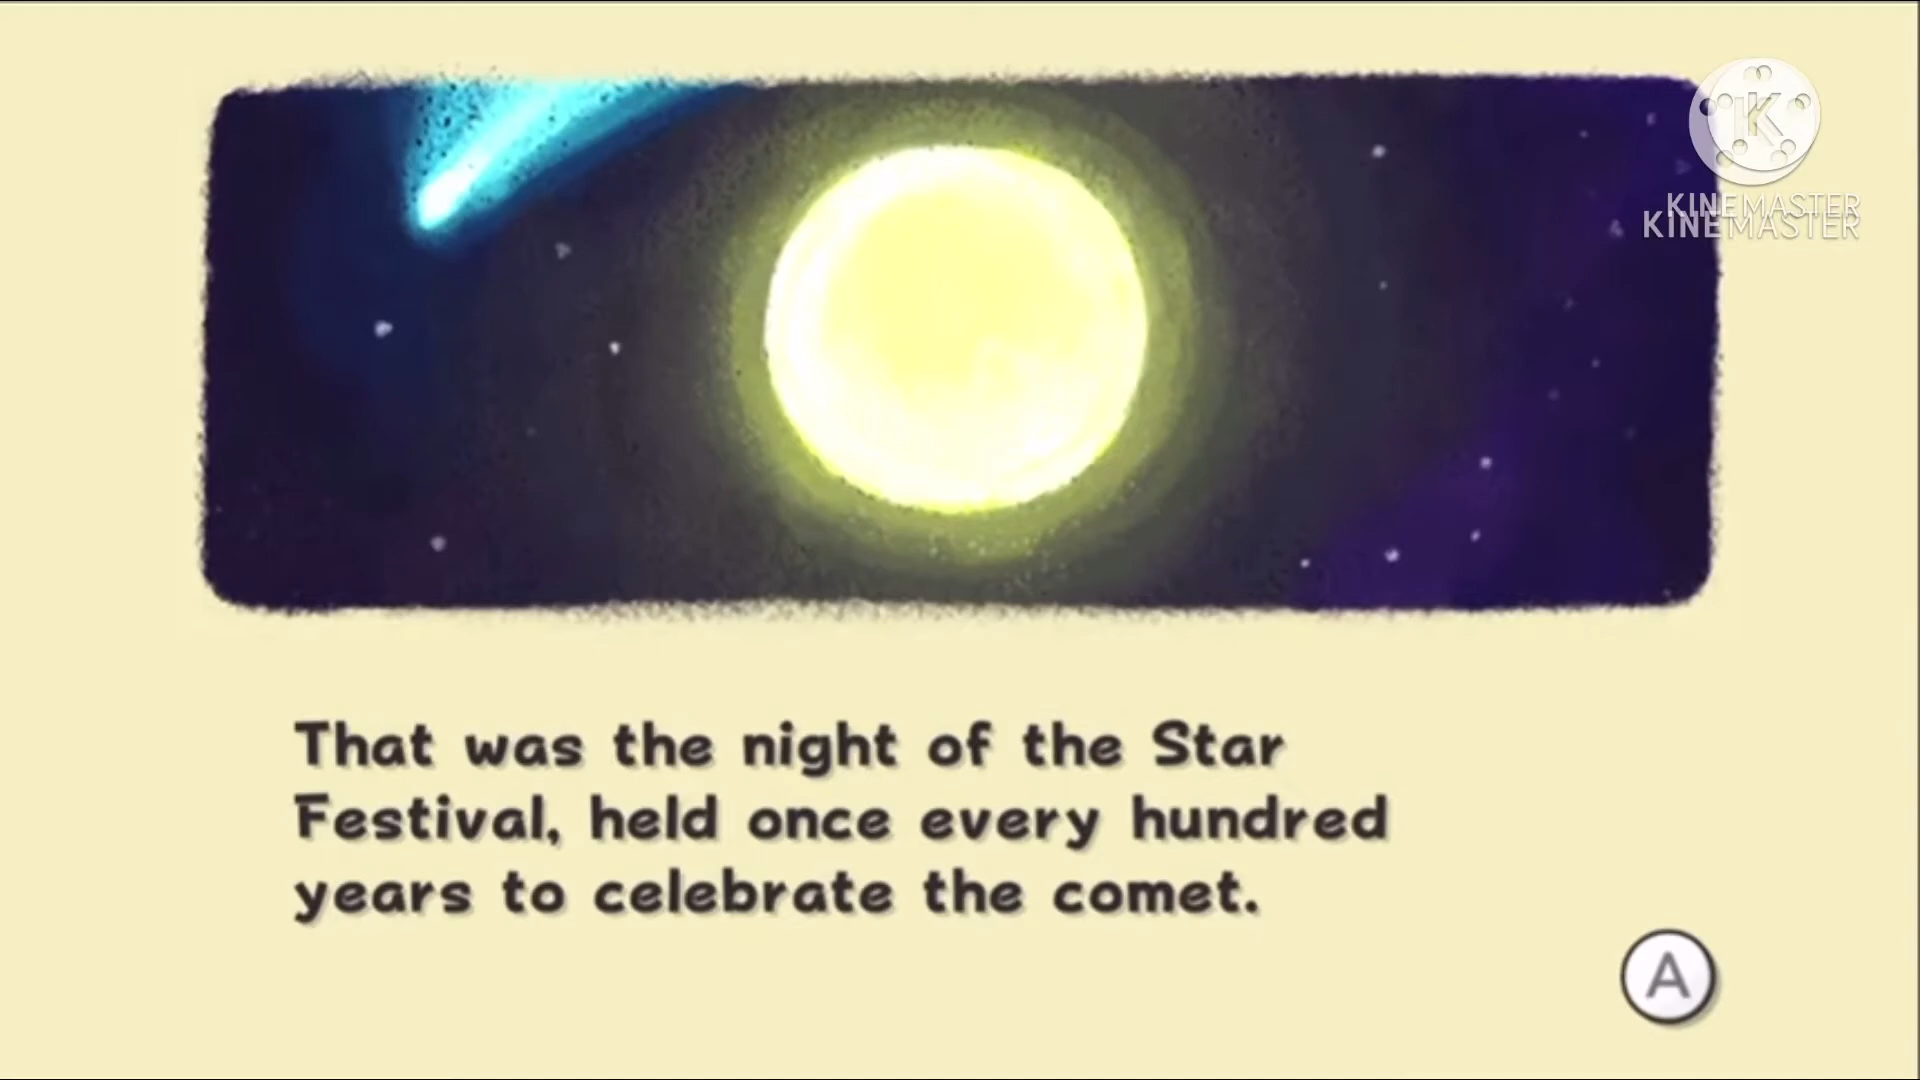 K
KINEMASTER
KINEMASTER
That was the night of the Star
Festival, held once every hundred
years to celebrate the comet.
A